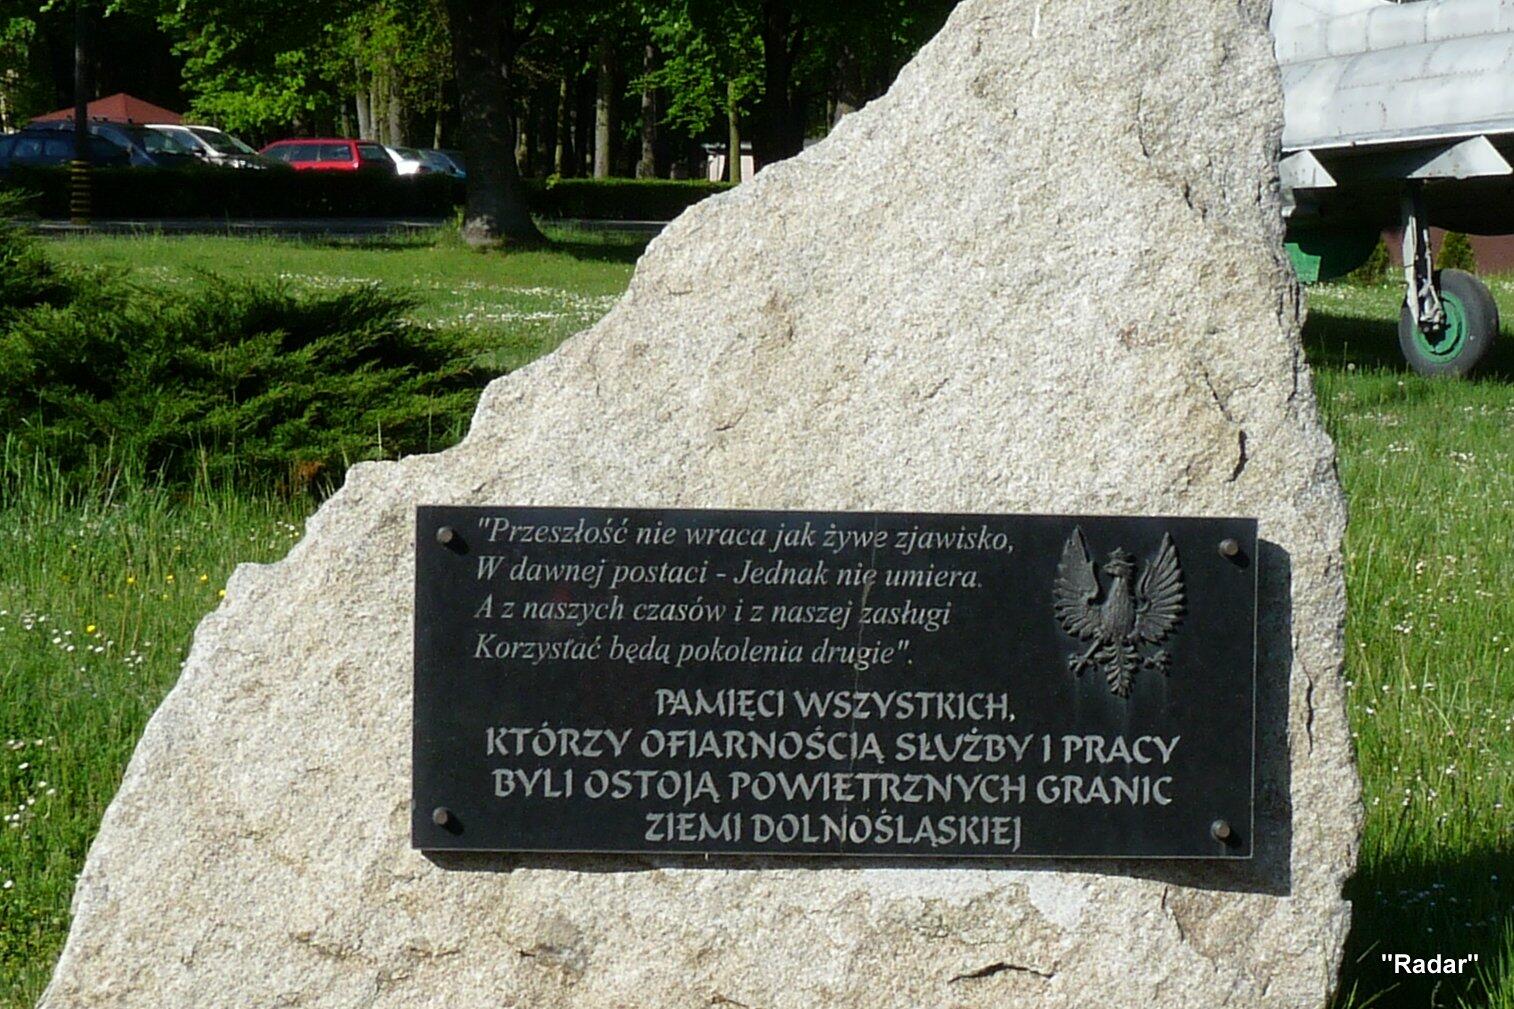 "Przeszłość nie wraca jak żywe zjawisko,
W dawnej postaci - Jednak nie umiera.
A z naszych czasów i z naszej zasługi
Korzystać będą pokolenia drugie".
PAMIĘCI WSZYSTKICH,
KTÓRZY OFIARNOŚCIĄ SŁUŻBY I PRACY
BYLI OSTOJĄ POWIETRZNYCH GRANIC
ZIEMI DOLNOŚLĄSKIEJ
"Radar"